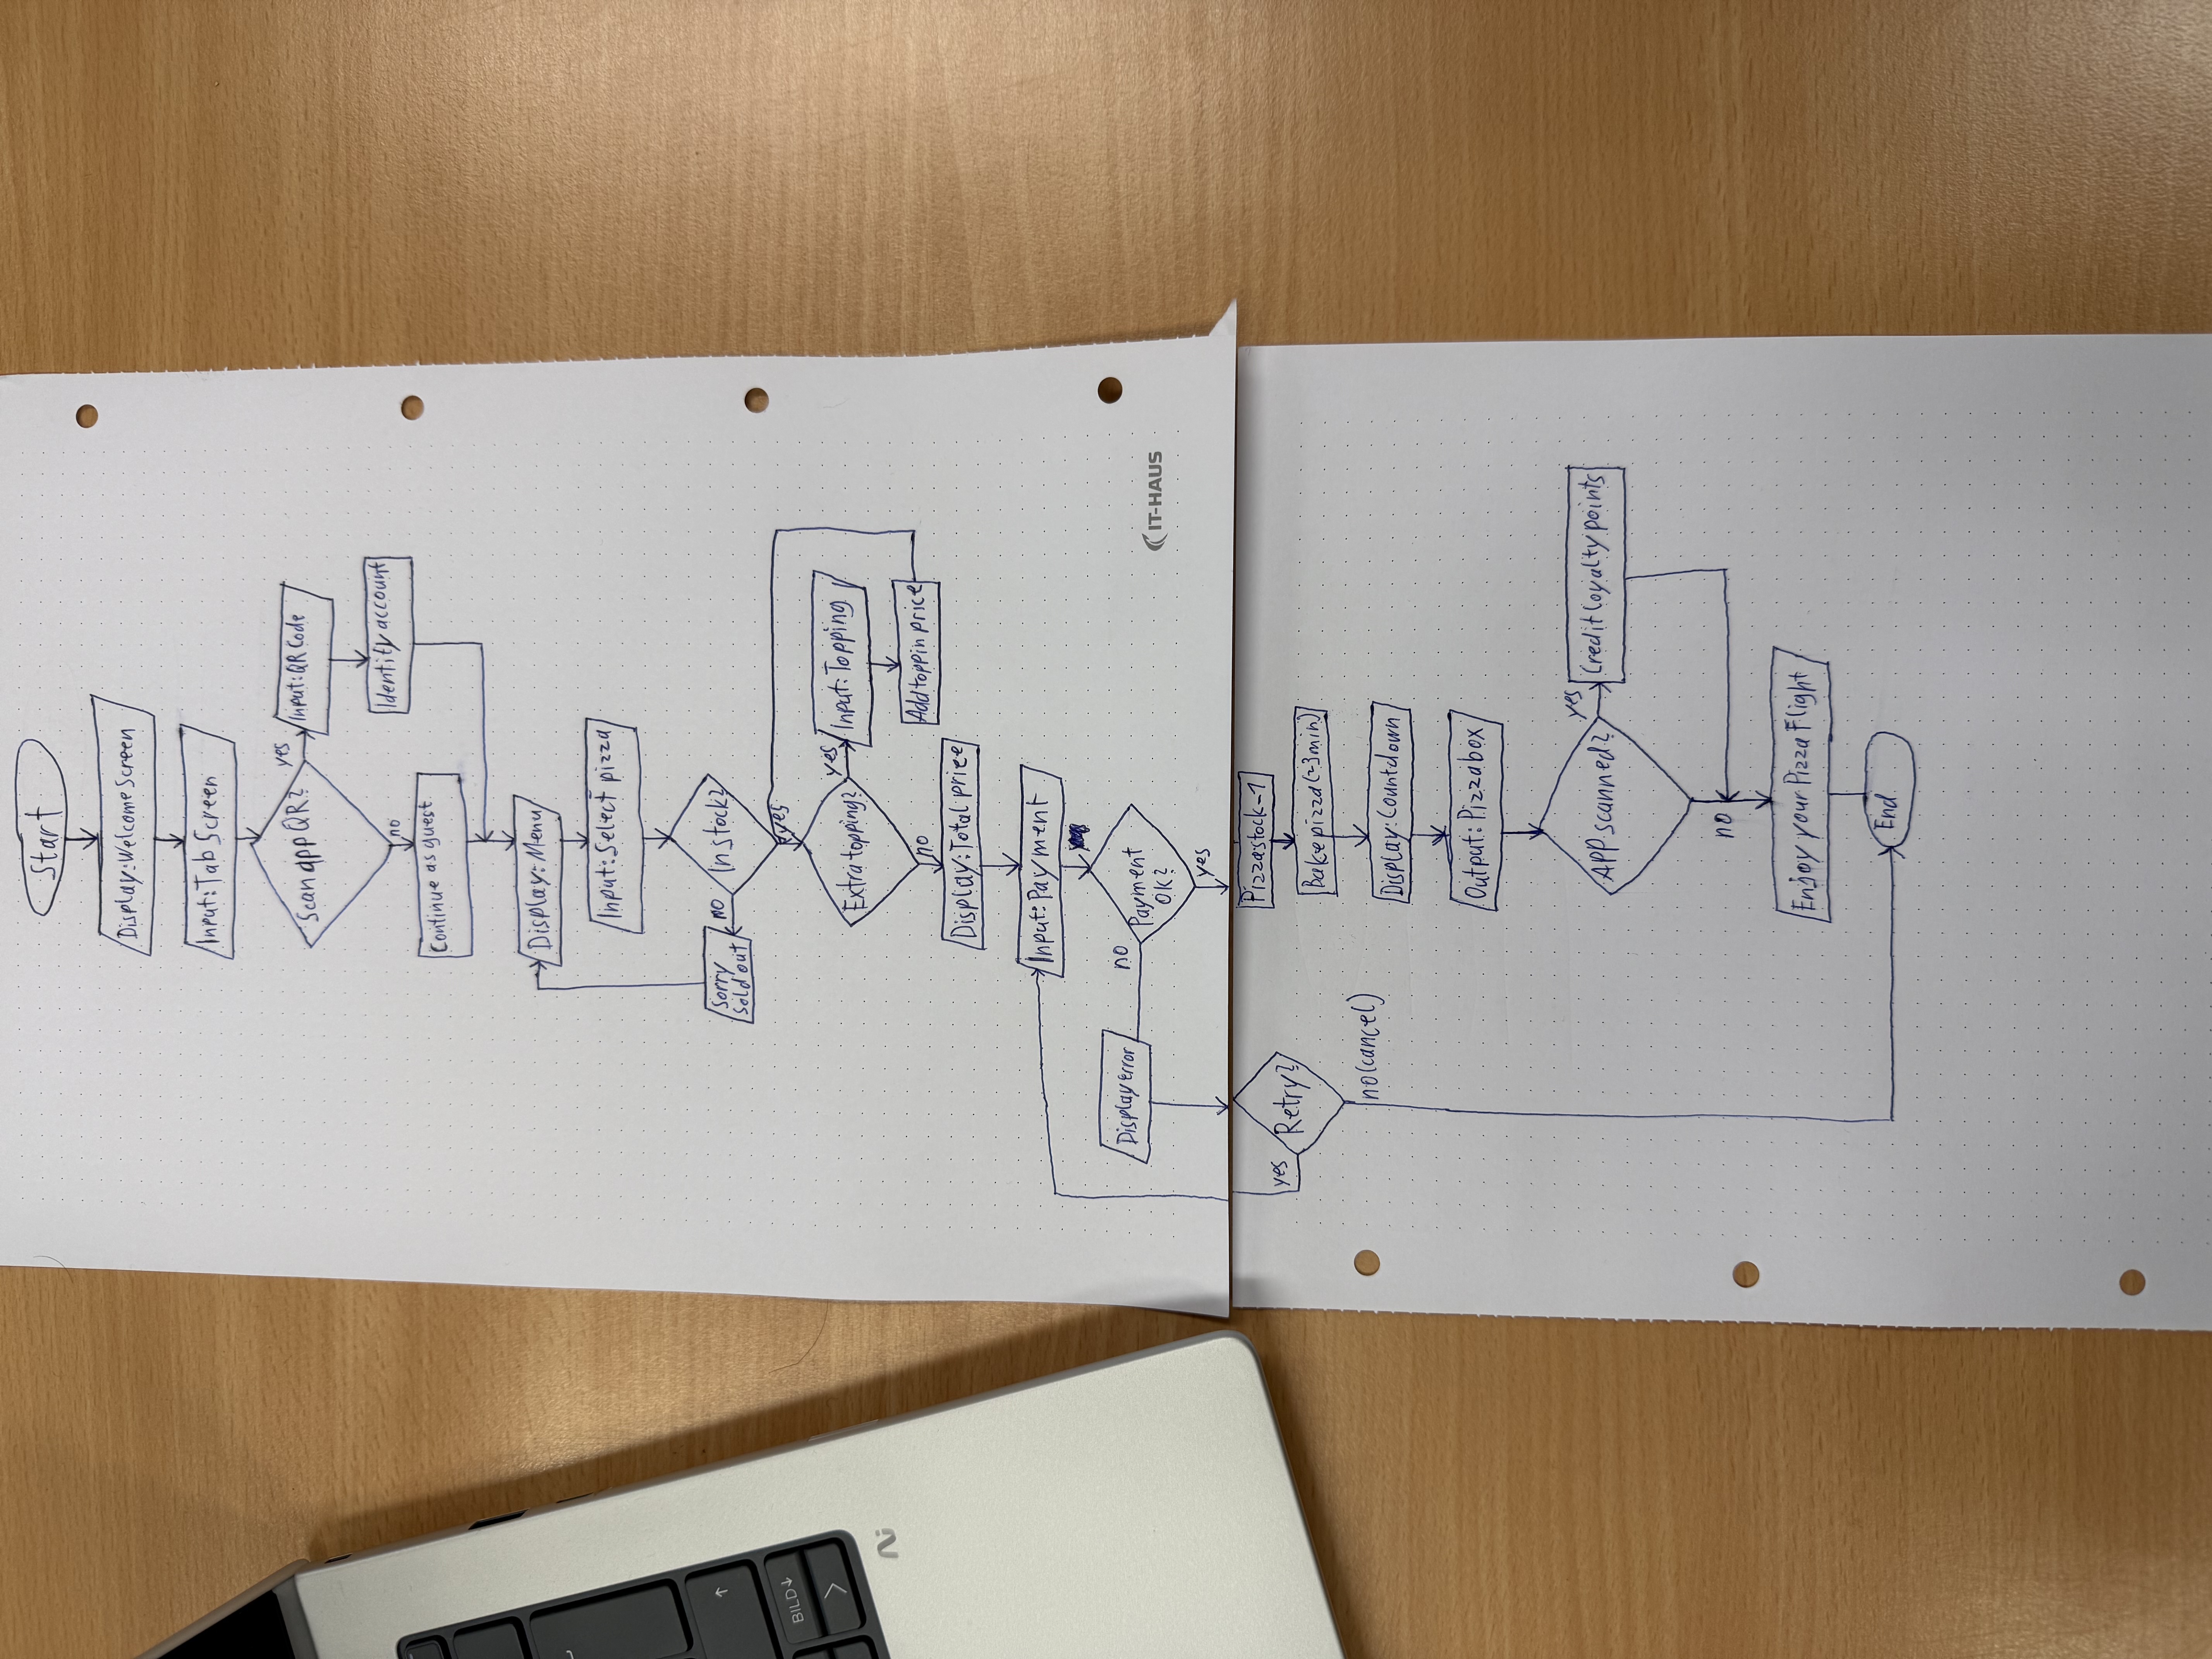 Start
Display:Welcome Screen
Input:Tab Screen
Scan app QR?
yes
Input:QR Code
Identity account
no
Continue as guest
Display:Menu
Input:Select pizza
In stock?
no
Sorry
Sold out
yes
Extra topping?
yes
Input:Topping
Add toppin price
no
Display:Total price
Input:Payment
Payment
OK?
no
Display error
yes
IT-HAUS
Retry?
yes
no(cancel)
Pizzastock-1
Bake pizza(~3min)
Display:Countdown
Output:Pizzabox
APP scanned?
yes
Credit loyalty points
no
Enjoy your Pizza Flight
End
BILD↓